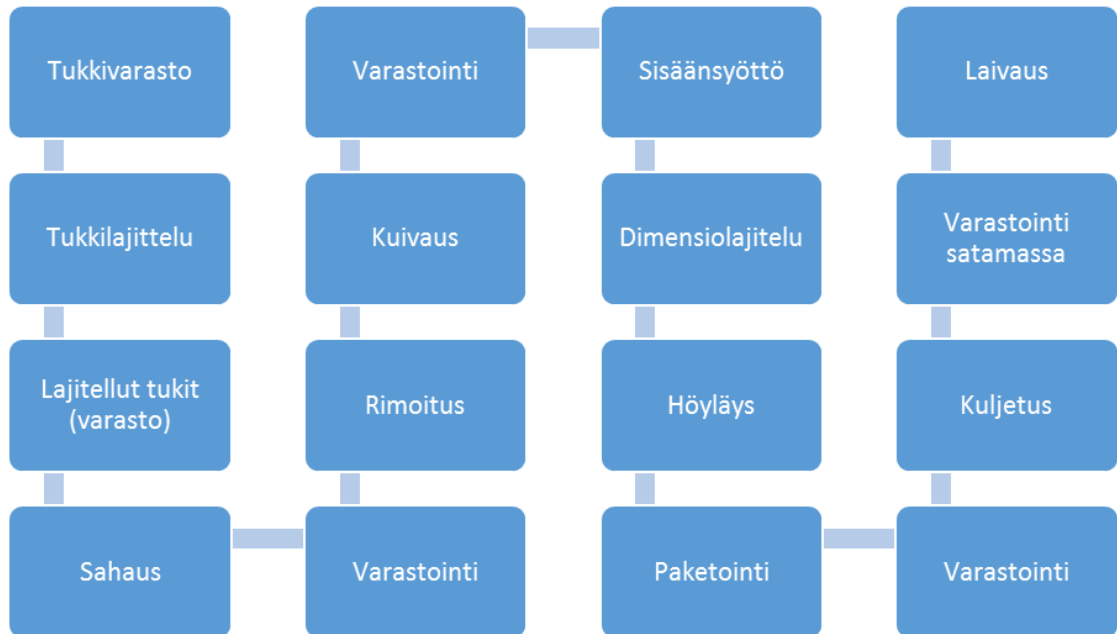 Tukkivarasto
Tukkilajittelu
Lajitellut tukit
(varasto)
Sahaus
Varastointi
Rimoitus
Kuivaus
Varastointi
Sisäänsyöttö
Dimensiolajitelu
Höyläys
Paketointi
Varastointi
Kuljetus
Varastointi
satamassa
Laivaus